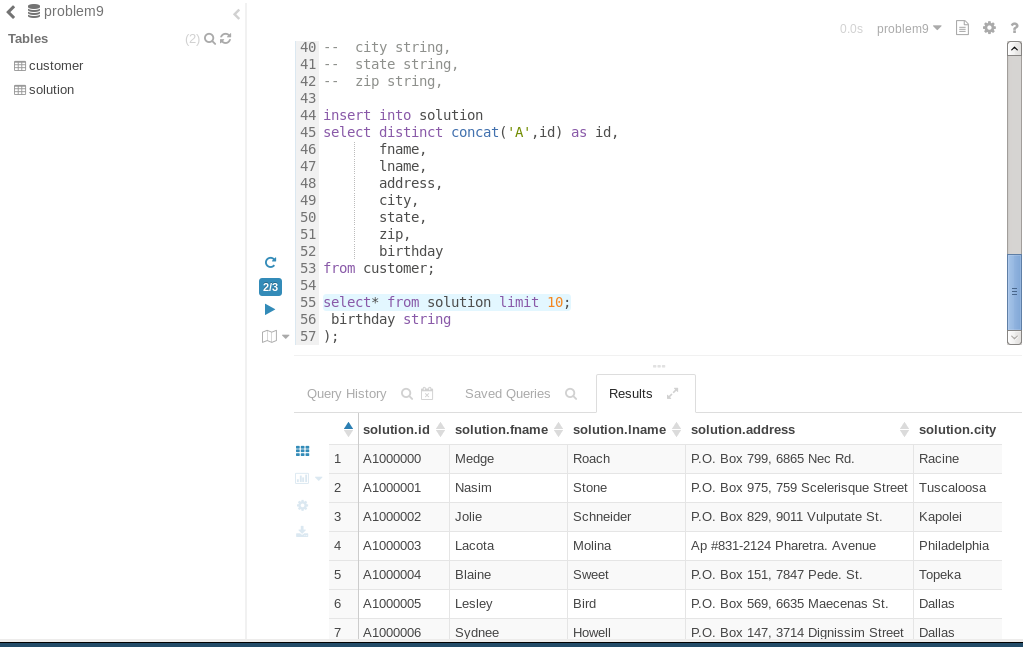 problem9
Tables (2)
customer
solution
0.0s problem9 ?
40 --  city string,
41 --  state string,
42 --  zip string,
43
44 insert into solution
45 select distinct concat('A',id) as id,
46        fname,
47        lname,
48        address,
49        city,
50        state,
51        zip,
52        birthday
53 from customer;
54
2/3
55 select* from solution limit 10;
56  birthday string
57 );
Query History Saved Queries Results
solution.id solution.fname solution.lname solution.address solution.city
1 A1000000 Medge Roach P.O. Box 799, 6865 Nec Rd. Racine
2 A1000001 Nasim Stone P.O. Box 975, 759 Scelerisque Street Tuscaloosa
3 A1000002 Jolie Schneider P.O. Box 829, 9011 Vulputate St. Kapolei
4 A1000003 Lacota Molina Ap #831-2124 Pharetra. Avenue Philadelphia
5 A1000004 Blaine Sweet P.O. Box 151, 7847 Pede. St. Topeka
6 A1000005 Lesley Bird P.O. Box 569, 6635 Maecenas St. Dallas
7 A1000006 Sydnee Howell P.O. Box 147, 3714 Dignissim Street Dallas